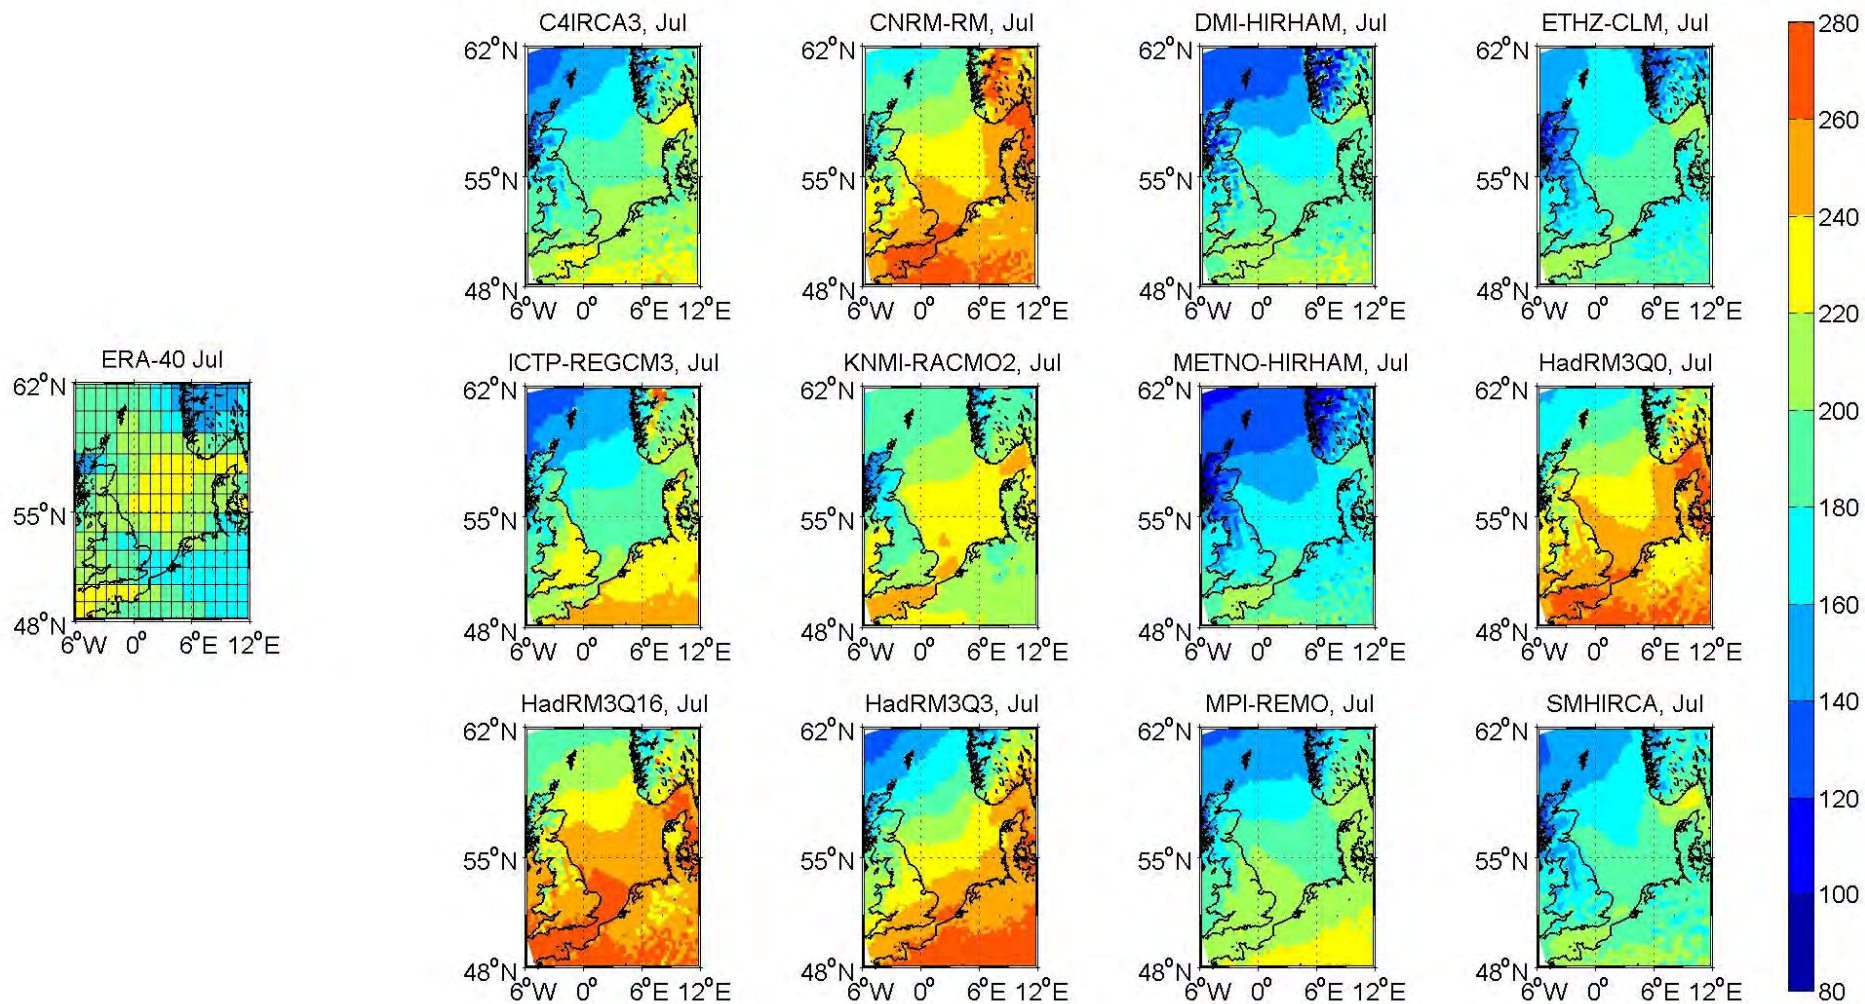 C4IRCA3, Jul
62°N
55°N
48°N
6°W 0° 6°E 12°E
CNRM-RM, Jul
62°N
55°N
48°N
6°W 0° 6°E 12°E
DMI-HIRHAM, Jul
62°N
55°N
48°N
6°W 0° 6°E 12°E
ETHZ-CLM, Jul
62°N
55°N
48°N
6°W 0° 6°E 12°E
ERA-40 Jul
62°N
55°N
48°N
6°W 0° 6°E 12°E
ICTP-REGCM3, Jul
62°N
55°N
48°N
6°W 0° 6°E 12°E
KNMI-RACMO2, Jul
62°N
55°N
48°N
6°W 0° 6°E 12°E
METNO-HIRHAM, Jul
62°N
55°N
48°N
6°W 0° 6°E 12°E
HadRM3Q0, Jul
62°N
55°N
48°N
6°W 0° 6°E 12°E
HadRM3Q16, Jul
62°N
55°N
48°N
6°W 0° 6°E 12°E
HadRM3Q3, Jul
62°N
55°N
48°N
6°W 0° 6°E 12°E
MPI-REMO, Jul
62°N
55°N
48°N
6°W 0° 6°E 12°E
SMHIRCA, Jul
62°N
55°N
48°N
6°W 0° 6°E 12°E
280
260
240
220
200
180
160
140
120
100
80